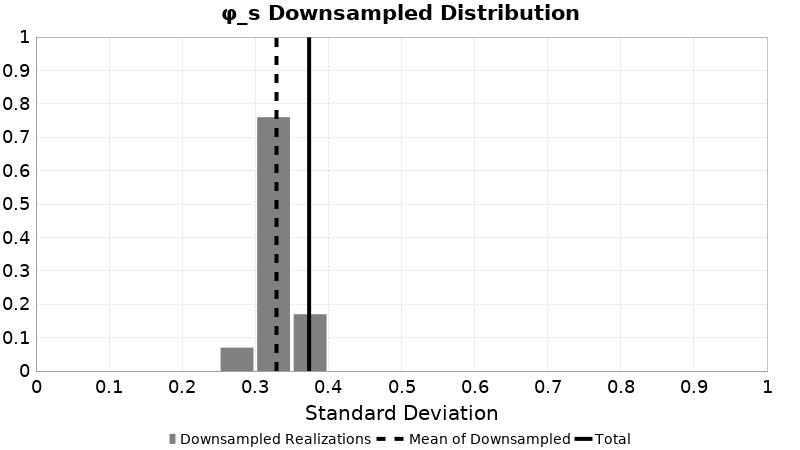 φ_s Downsampled Distribution
1
0.9
0.8
0.7
0.6
0.5
0.4
0.3
0.2
0.1
0
0 0.1 0.2 0.3 0.4 0.5 0.6 0.7 0.8 0.9 1
Standard Deviation
Downsampled Realizations Mean of Downsampled Total